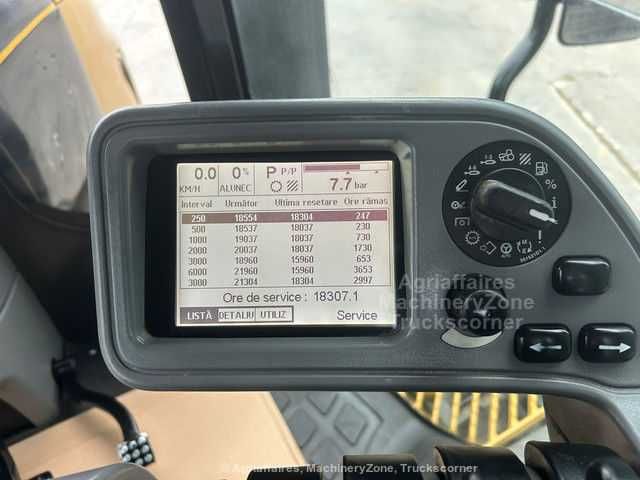 0.0 0% P P/P
KM/H ALUNEC 7.7 bar
Interval Următor Ultima resetare Ore rămas
250 18554 18304 247
500 18537 18037 230
1000 19037 18037 730
2000 20037 18037 1730
3000 18960 15960 653
6000 21960 15960 3653
3000 21304 18304 2997
Ore de service : 18307.1
LISTĂ DETALIU UTILIZ Service
% 
i
!
AUTO
Agriaffaires
MachineryZone
Truckscorner
© Agriaffaires, MachineryZone, Truckscorner